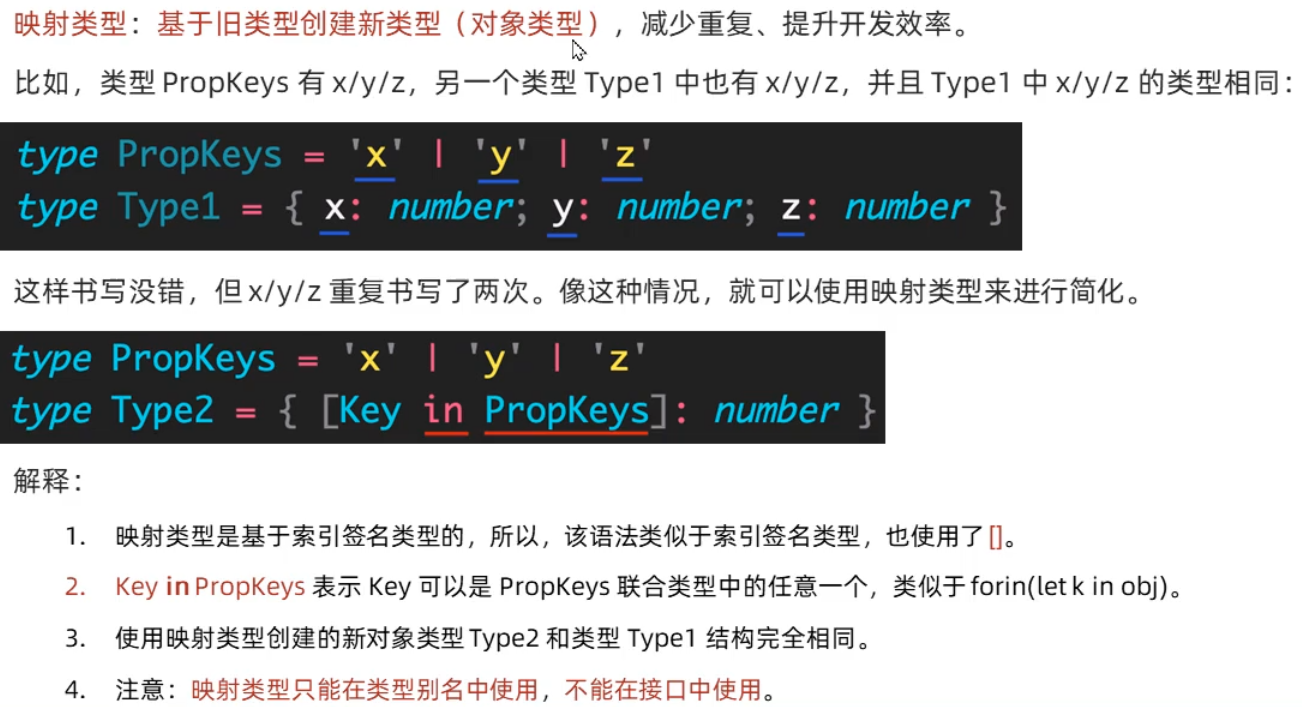 映射类型：基于旧类型创建新类型（对象类型），减少重复、提升开发效率。
比如，类型 PropKeys 有 x/y/z，另一个类型 Type1 中也有 x/y/z，并且 Type1 中 x/y/z 的类型相同：
type PropKeys = 'x' | 'y' | 'z'
type Type1 = { x: number; y: number; z: number }
这样书写没错，但 x/y/z 重复书写了两次。像这种情况，就可以使用映射类型来进行简化。
type PropKeys = 'x' | 'y' | 'z'
type Type2 = { [Key in PropKeys]: number }
解释：
1. 映射类型是基于索引签名类型的，所以，该语法类似于索引签名类型，也使用了 []。
2. Key in PropKeys 表示 Key 可以是 PropKeys 联合类型中的任意一个，类似于 forin(let k in obj)。
3. 使用映射类型创建的新对象类型 Type2 和类型 Type1 结构完全相同。
4. 注意：映射类型只能在类型别名中使用，不能在接口中使用。